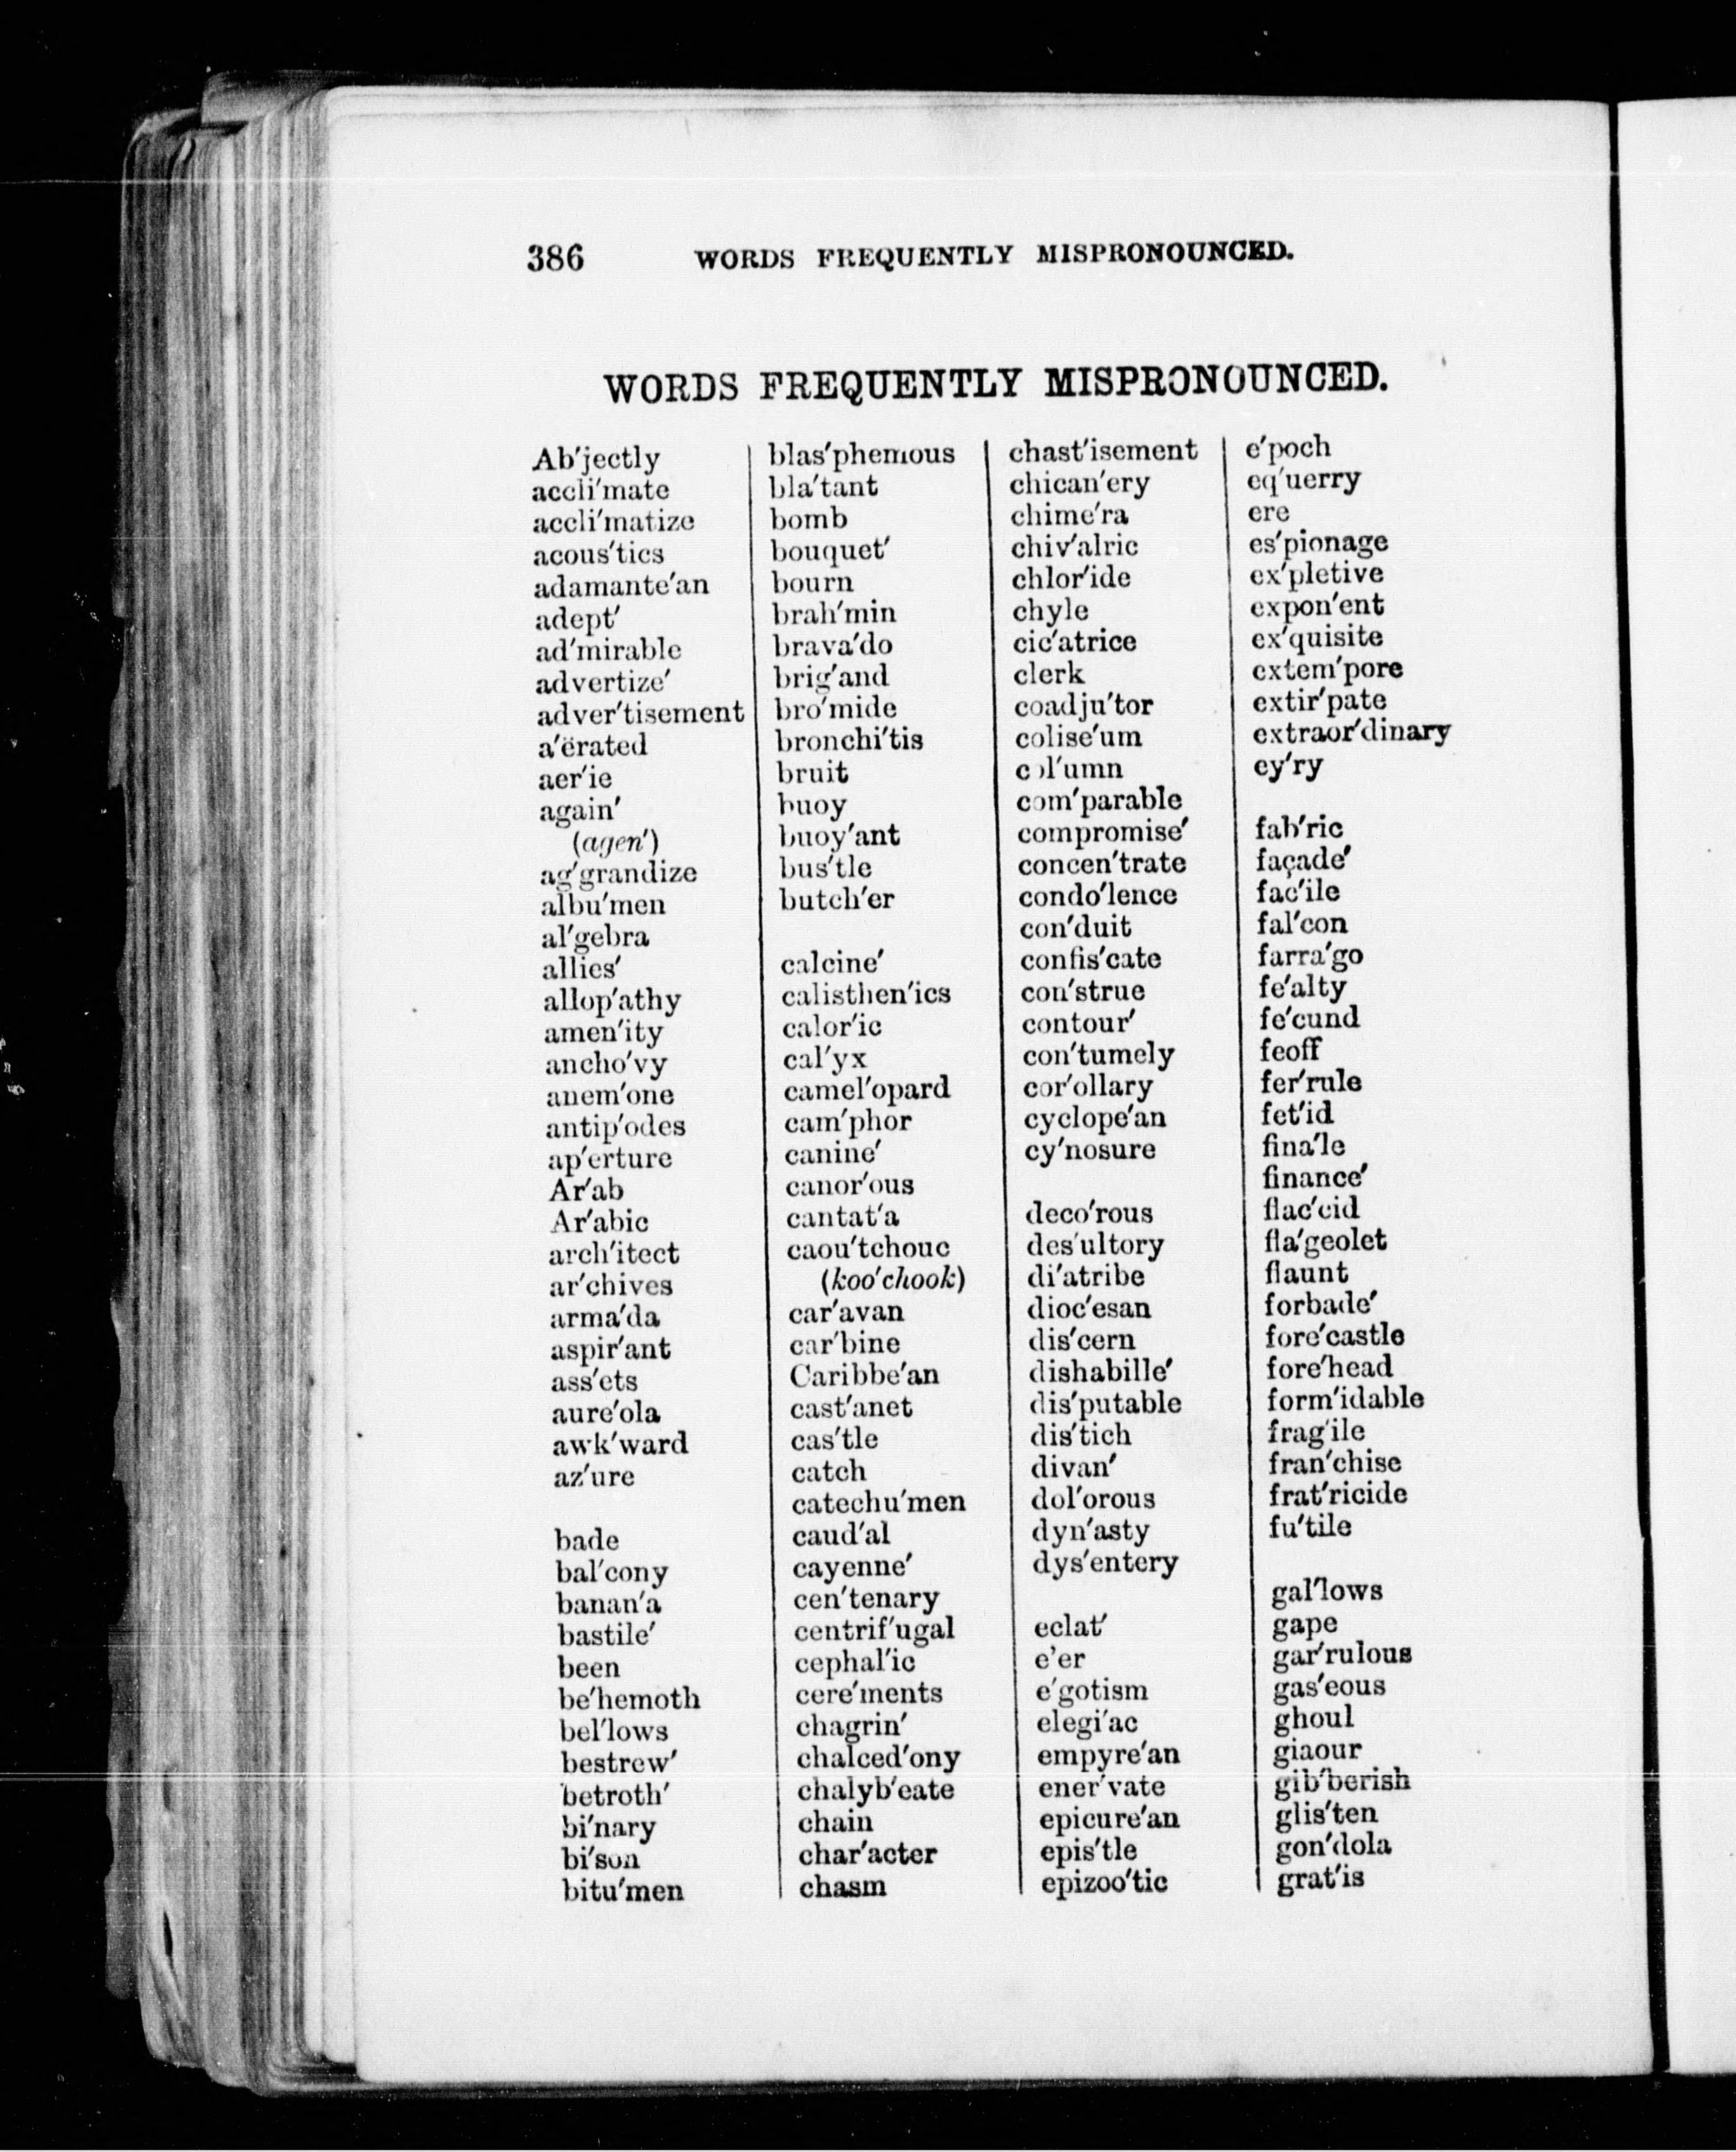 386 WORDS FREQUENTLY MISPRONOUNCED.
WORDS FREQUENTLY MISPRONOUNCED.
Ab'jectly
accli'mate
accli'matize
acous'tics
adamante'an
adept'
ad'mirable
advertize'
adver'tisement
a'ërated
aer'ie
again'
(agen')
ag'grandize
albu'men
al'gebra
allies'
allop'athy
amen'ity
ancho'vy
anem'one
antip'odes
ap'erture
Ar'ab
Ar'abic
arch'itect
ar'chives
arma'da
aspir'ant
ass'ets
aure'ola
awk'ward
az'ure
bade
bal'cony
banan'a
bastile'
been
be'hemoth
bel'lows
bestrew'
betroth'
bi'nary
bi'son
bitu'men
blas'phemous
bla'tant
bomb
bouquet'
bourn
brah'min
brava'do
brig'and
bro'mide
bronchi'tis
bruit
buoy
buoy'ant
bus'tle
butch'er
calcine'
calisthen'ics
calor'ic
cal'yx
camel'opard
cam'phor
canine'
canor'ous
cantat'a
caou'tchouc
(koo'chook)
car'avan
car'bine
Caribbe'an
cast'anet
cas'tle
catch
catechu'men
caud'al
cayenne'
cen'tenary
centrif'ugal
cephal'ic
cere'ments
chagrin'
chalced'ony
chalyb'eate
chain
char'acter
chasm
chast'isement
chican'ery
chime'ra
chiv'alric
chlor'ide
chyle
cic'atrice
clerk
coadju'tor
colise'um
col'umn
com'parable
compromise'
concen'trate
condo'lence
con'duit
confis'cate
con'strue
contour'
con'tumely
cor'ollary
cyclope'an
cy'nosure
deco'rous
des'ultory
di'atribe
dioc'esan
dis'cern
dishabille'
dis'putable
dis'tich
divan'
dol'orous
dyn'asty
dys'entery
eclat'
e'er
e'gotism
elegi'ac
empyre'an
ener'vate
epicure'an
epis'tle
epizoo'tic
e'poch
eq'uerry
ere
es'pionage
ex'pletive
expon'ent
ex'quisite
extem'pore
extir'pate
extraor'dinary
ey'ry
fab'ric
façade'
fac'ile
fal'con
farra'go
fe'alty
fe'cund
feoff
fer'rule
fet'id
fina'le
finance'
flac'cid
fla'geolet
flaunt
forbade'
fore'castle
fore'head
form'idable
frag'ile
fran'chise
frat'ricide
fu'tile
gal'lows
gape
gar'rulous
gas'eous
ghoul
giaour
gib'berish
glis'ten
gon'dola
grat'is